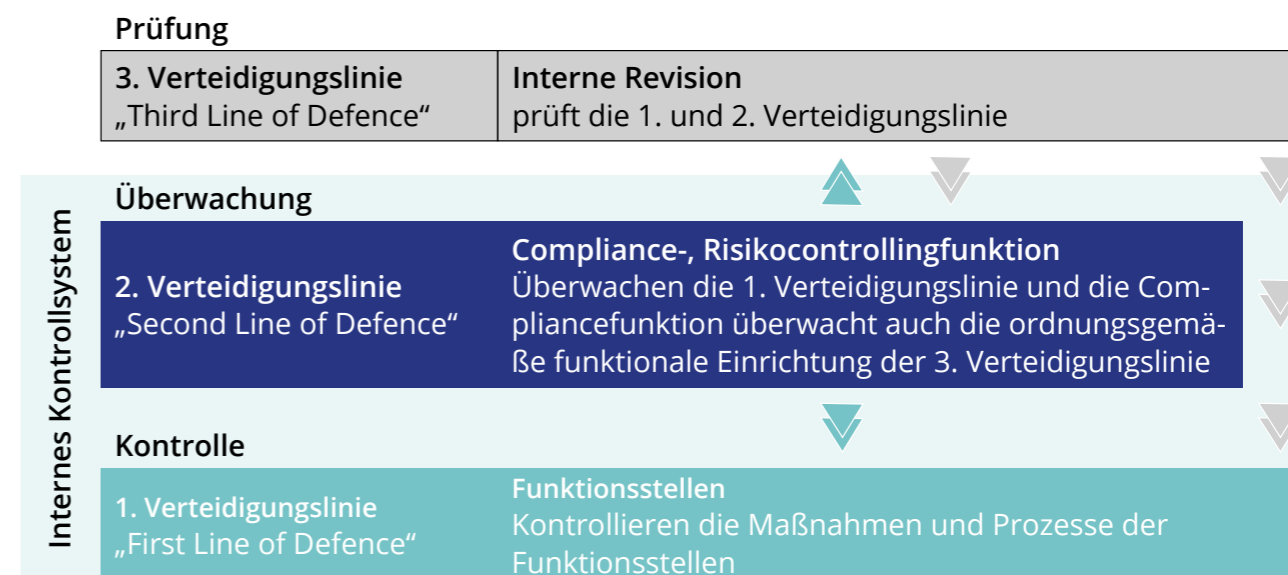 Prüfung
3. Verteidigungslinie
„Third Line of Defence“
Interne Revision
prüft die 1. und 2. Verteidigungslinie
Internes Kontrollsystem
Überwachung
2. Verteidigungslinie
„Second Line of Defence“
Compliance-, Risikocontrollingfunktion
Überwachen die 1. Verteidigungslinie und die Com-
pliancefunktion überwacht auch die ordnungsgemä-
ße funktionale Einrichtung der 3. Verteidigungslinie
Kontrolle
1. Verteidigungslinie
„First Line of Defence“
Funktionsstellen
Kontrollieren die Maßnahmen und Prozesse der
Funktionsstellen